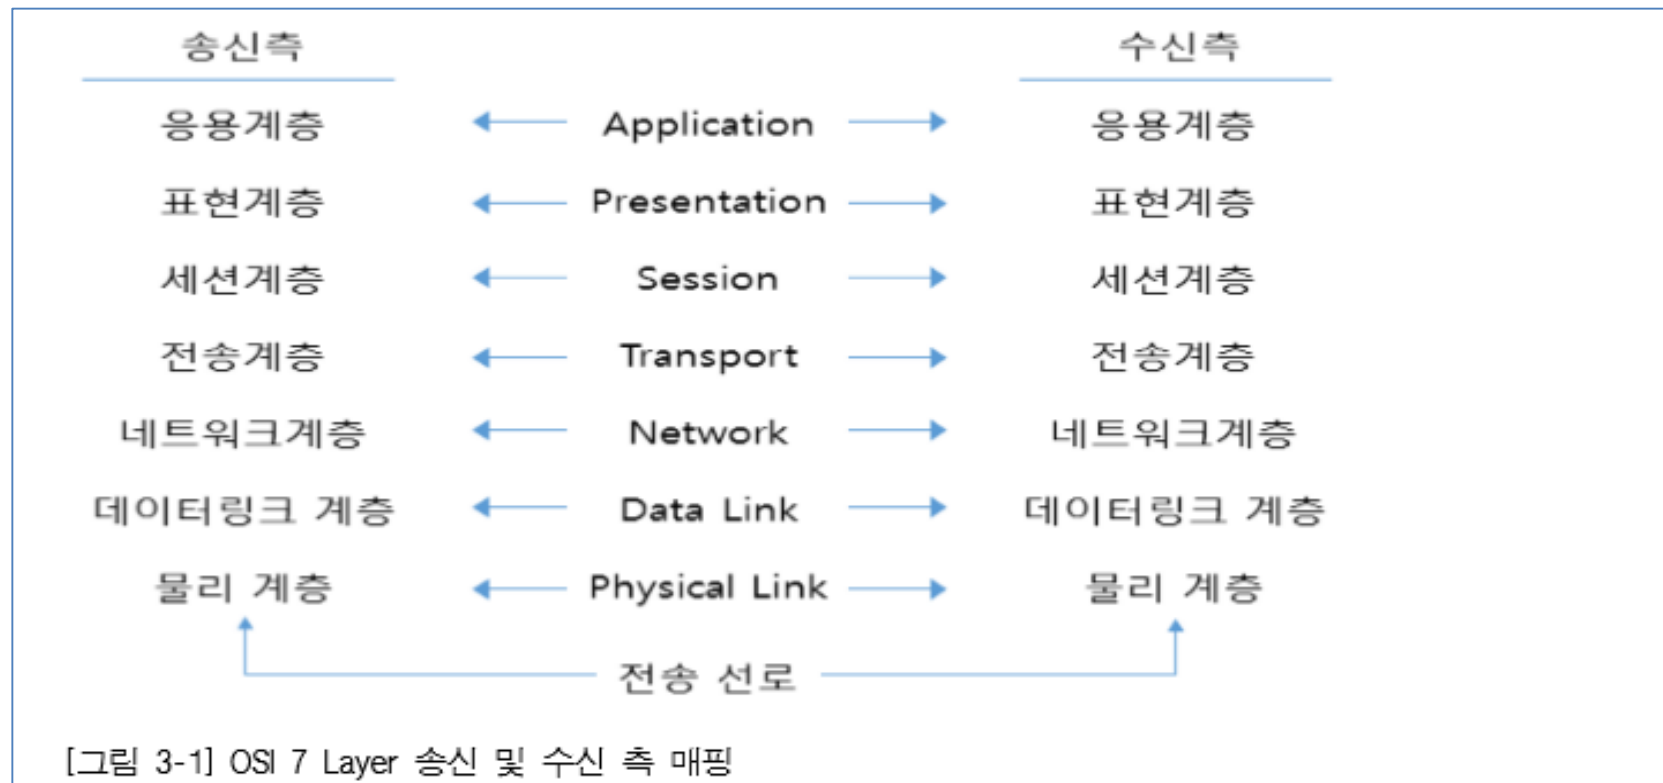 송신측 수신측
응용계층 Application 응용계층
표현계층 Presentation 표현계층
세션계층 Session 세션계층
전송계층 Transport 전송계층
네트워크계층 Network 네트워크계층
데이터링크 계층 Data Link 데이터링크 계층
물리 계층 Physical Link 물리 계층
전송 선로
[그림 3-1] OSI 7 Layer 송신 및 수신 측 매핑